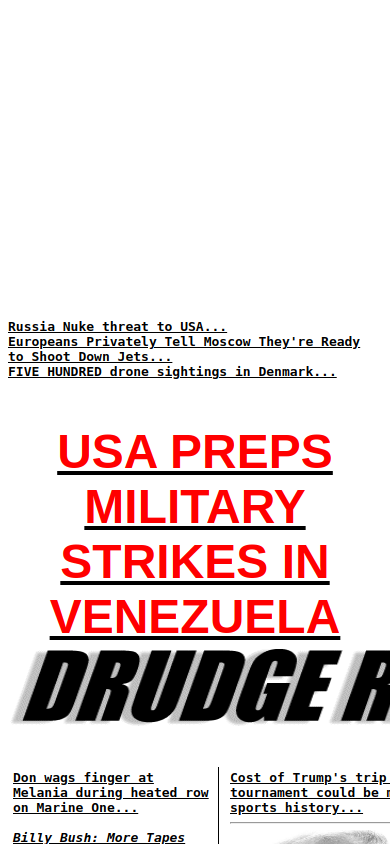 Russia Nuke threat to USA...
Europeans Privately Tell Moscow They're Ready
to Shoot Down Jets...
FIVE HUNDRED drone sightings in Denmark...
USA PREPS
MILITARY
STRIKES IN
VENEZUELA
DRUDGE R
Don wags finger at
Melania during heated row
on Marine One...
Billy Bush: More Tapes
Cost of Trump's trip
tournament could be
sports history...